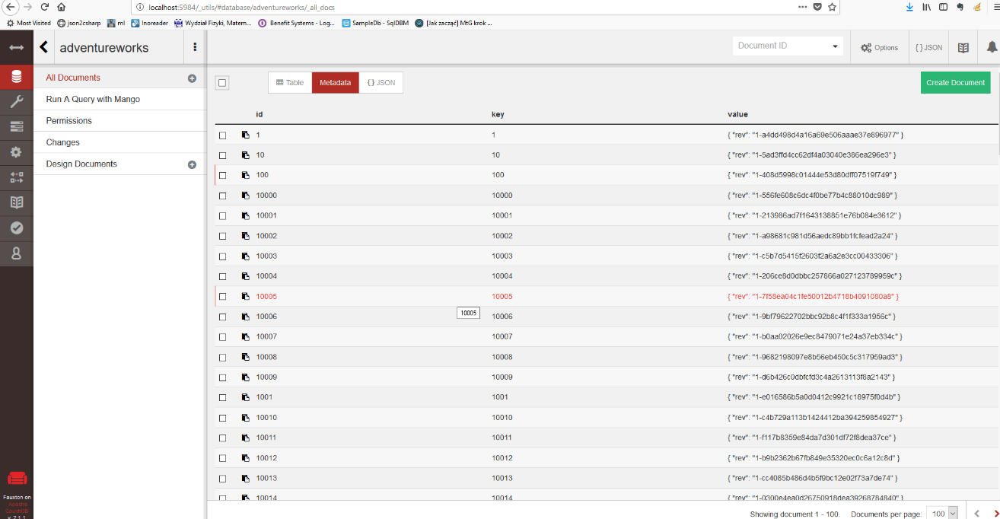 localhost:5984/_utils/#database/adventureworks/_all_docs
Most Visited json2csharp ml Inoreader Wydział Fizyki, Matem... Benefit Systems - Log... SampleDb - SqlDBM [Jak zacząć] MtG krok ...
adventureworks
Document ID Options {} JSON
All Documents
Run A Query with Mango
Permissions
Changes
Design Documents
Table Metadata {} JSON Create Document
id key value
1 1 { "rev": "1-a4dd498d4a16a69e506aaae37e896977" }
10 10 { "rev": "1-5ad3ffd4cc62df4a03040e386ea296e3" }
100 100 { "rev": "1-408d5998c01444e53d80dff07519f749" }
10000 10000 { "rev": "1-556fe608c6dc4f0be77b4c88010dc989" }
10001 10001 { "rev": "1-213986ad7f1643138851e76b084e3612" }
10002 10002 { "rev": "1-a98681c981d56aedc89bb1fcfead2a24" }
10003 10003 { "rev": "1-c5b7d5415f2603f2a6a2e3cc00433306" }
10004 10004 { "rev": "1-206ce8d0dbbc257866a027123789959c" }
10005 10005 { "rev": "1-7f58ea04c1fe50012b4718b4091080a8" }
10005
10006 10006 { "rev": "1-9bf79622702bbc92b8c4f1f333a1956c" }
10007 10007 { "rev": "1-b0aa02026e9ec8479071e24a37eb334c" }
10008 10008 { "rev": "1-9682198097e8b56eb450c5c317959ad3" }
10009 10009 { "rev": "1-d6b426c0dbfcfd3c4a2613113f8a2143" }
1001 1001 { "rev": "1-e016586b5a0d0412c9921c18975f0d4b" }
10010 10010 { "rev": "1-c4b729a113b1424412ba394259854927" }
10011 10011 { "rev": "1-f117b8359e84da7d301df72f8dea37ce" }
10012 10012 { "rev": "1-b9b2362b67fb849e35320ec0c6a12c8d" }
10013 10013 { "rev": "1-cc4085b486d4b5f9bc12e02f73a7de74" }
10014 10014 { "rev": "1-0300e4ea0d26750918dea39268784840" }
Fauxton on
Apache
CouchDB
v. 2.1.1
Showing document 1 - 100. Documents per page: 100